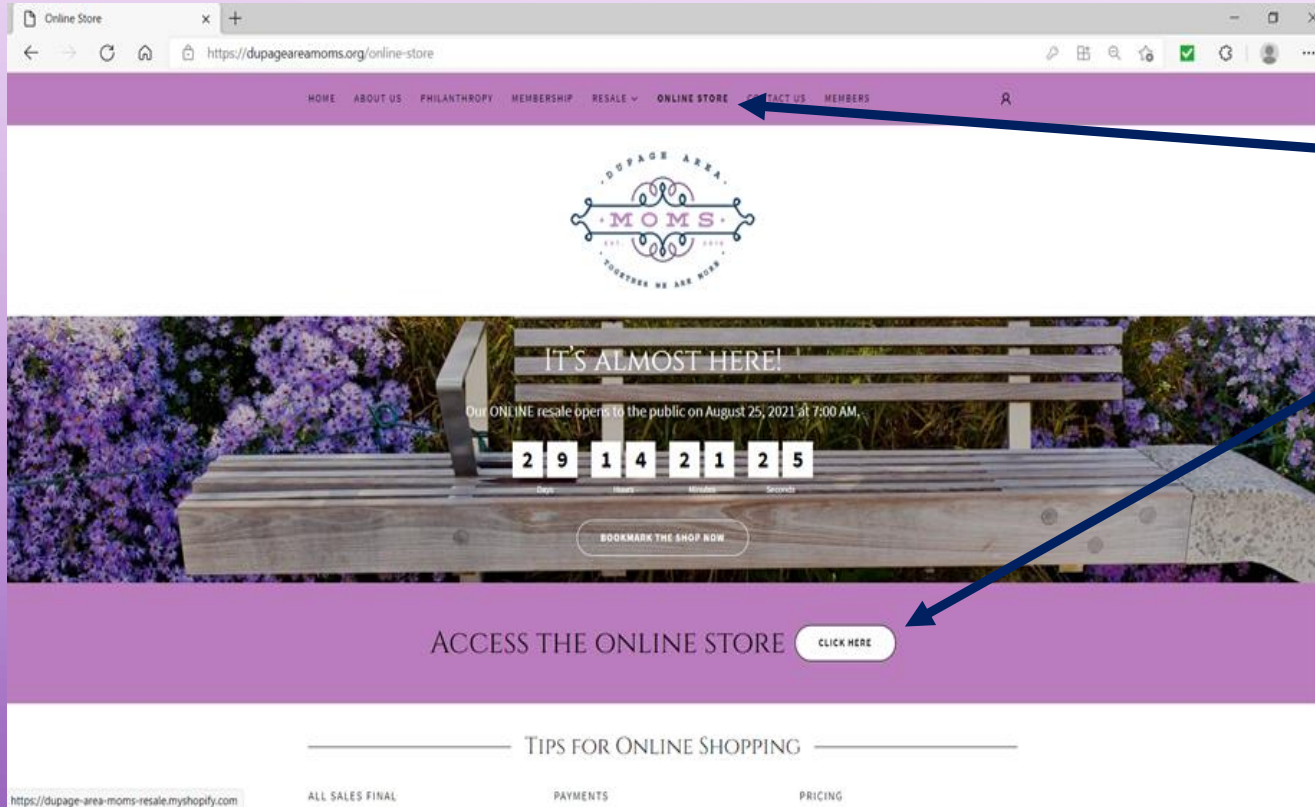 Online Store
https://dupageareamoms.org/online-store
HOME ABOUT US PHILANTHROPY MEMBERSHIP RESALE ONLINE STORE CONTACT US MEMBERS
· DUPAGE AREA ·
· MOMS ·
EST. 2019
· TOGETHER WE ARE MORE ·
IT'S ALMOST HERE!
Our ONLINE resale opens to the public on August 25, 2021 at 7:00 AM.
2 9 1 4 2 1 2 5
Days Hours Minutes Seconds
BOOKMARK THE SHOP NOW
ACCESS THE ONLINE STORE CLICK HERE
TIPS FOR ONLINE SHOPPING
ALL SALES FINAL PAYMENTS PRICING
https://dupage-area-moms-resale.myshopify.com